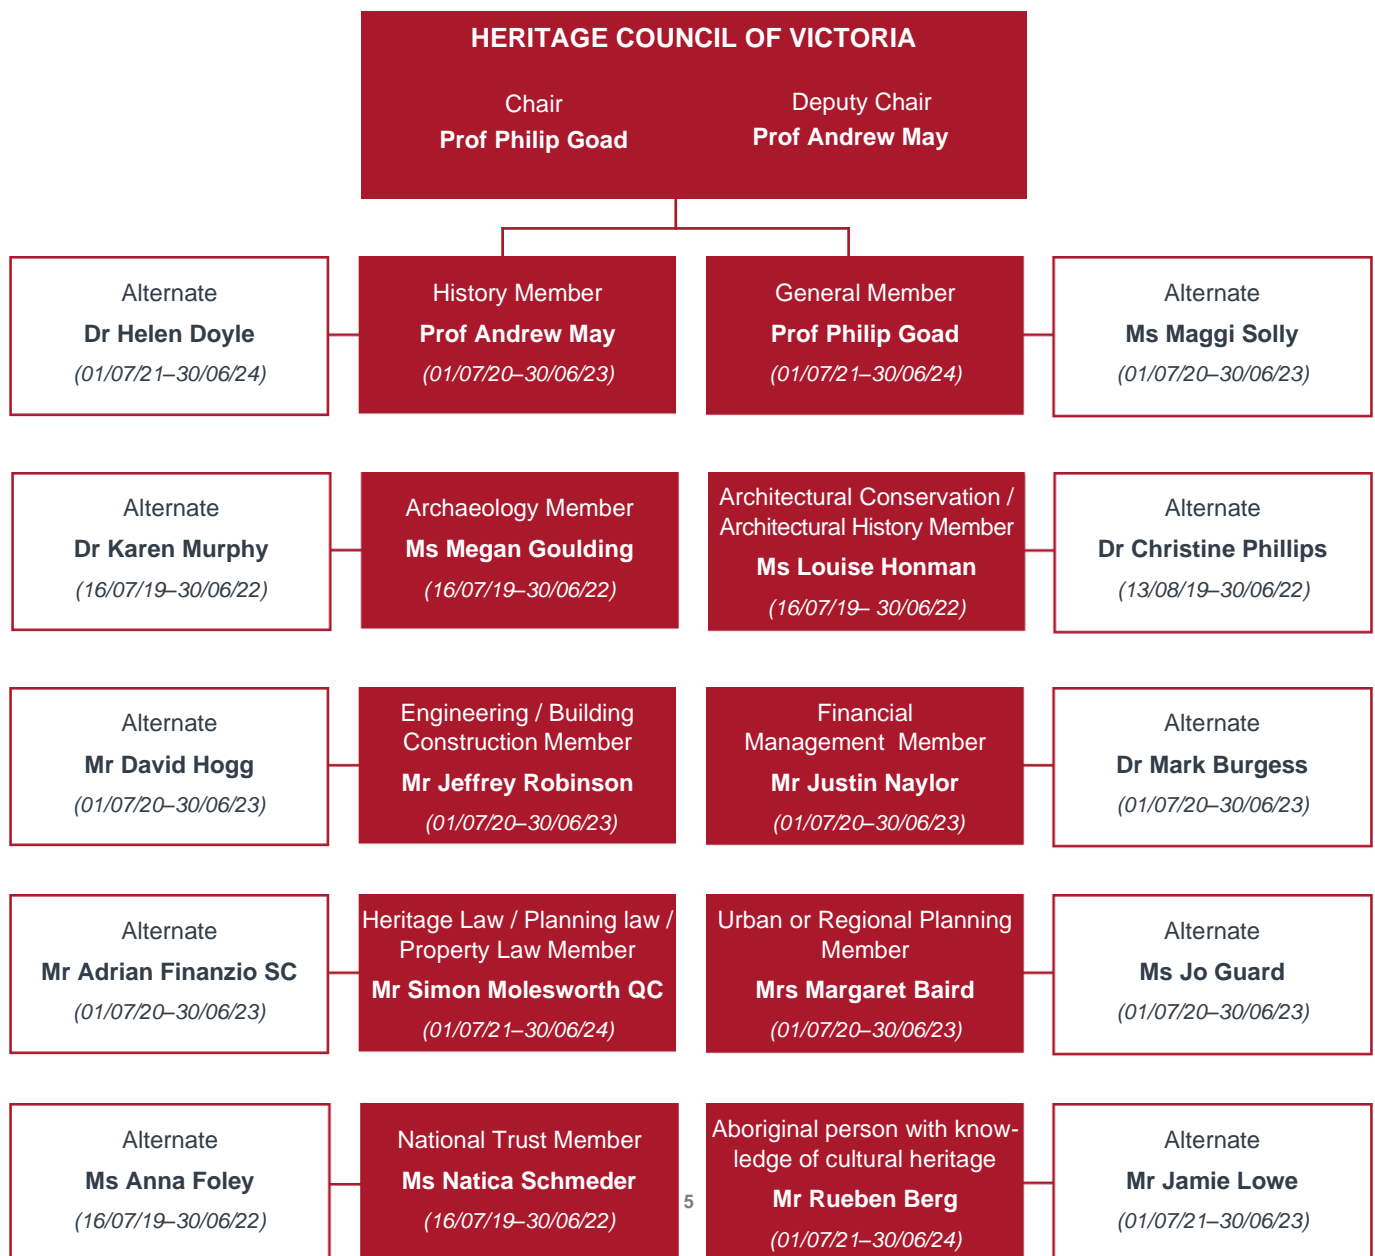 HERITAGE COUNCIL OF VICTORIA
Chair
Prof Philip Goad
Deputy Chair
Prof Andrew May
Alternate
Dr Helen Doyle
(01/07/21–30/06/24)
History Member
Prof Andrew May
(01/07/20–30/06/23)
General Member
Prof Philip Goad
(01/07/21–30/06/24)
Alternate
Ms Maggi Solly
(01/07/20–30/06/23)
Alternate
Dr Karen Murphy
(16/07/19–30/06/22)
Archaeology Member
Ms Megan Goulding
(16/07/19–30/06/22)
Architectural Conservation /
Architectural History Member
Ms Louise Honman
(16/07/19– 30/06/22)
Alternate
Dr Christine Phillips
(13/08/19–30/06/22)
Alternate
Mr David Hogg
(01/07/20–30/06/23)
Engineering / Building
Construction Member
Mr Jeffrey Robinson
(01/07/20–30/06/23)
Financial
Management  Member
Mr Justin Naylor
(01/07/20–30/06/23)
Alternate
Dr Mark Burgess
(01/07/20–30/06/23)
Alternate
Mr Adrian Finanzio SC
(01/07/20–30/06/23)
Heritage Law / Planning law /
Property Law Member
Mr Simon Molesworth QC
(01/07/21–30/06/24)
Urban or Regional Planning
Member
Mrs Margaret Baird
(01/07/20–30/06/23)
Alternate
Ms Jo Guard
(01/07/20–30/06/23)
Alternate
Ms Anna Foley
(16/07/19–30/06/22)
National Trust Member
Ms Natica Schmeder
(16/07/19–30/06/22)
5
Aboriginal person with know-
ledge of cultural heritage
Mr Rueben Berg
(01/07/21–30/06/24)
Alternate
Mr Jamie Lowe
(01/07/21–30/06/23)